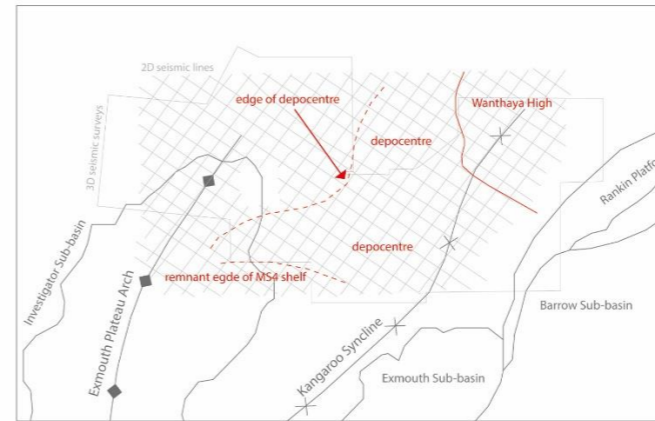 2D seismic lines
edge of depocentre
Wanthaya High
depocentre
3D seismic surveys
Rankin Platfo
Investigator Sub-basin
depocentre
remnant egde of MS4 shelf
Exmouth Plateau Arch
Barrow Sub-basin
Kangaroo Syncline
Exmouth Sub-basin